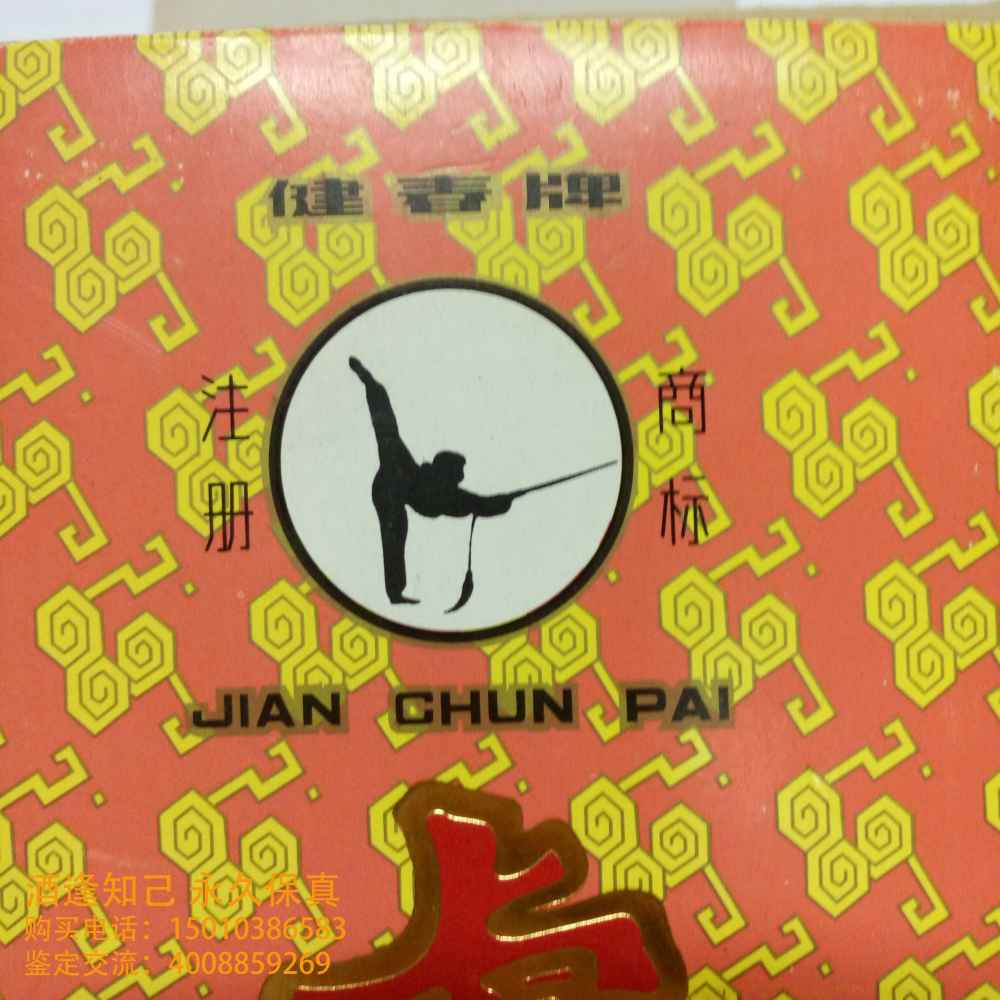 健春牌
注册
商标
JIAN CHUN PAI
酒逢知己 永久保真
购买电话：15010386583
鉴定交流：4008859269